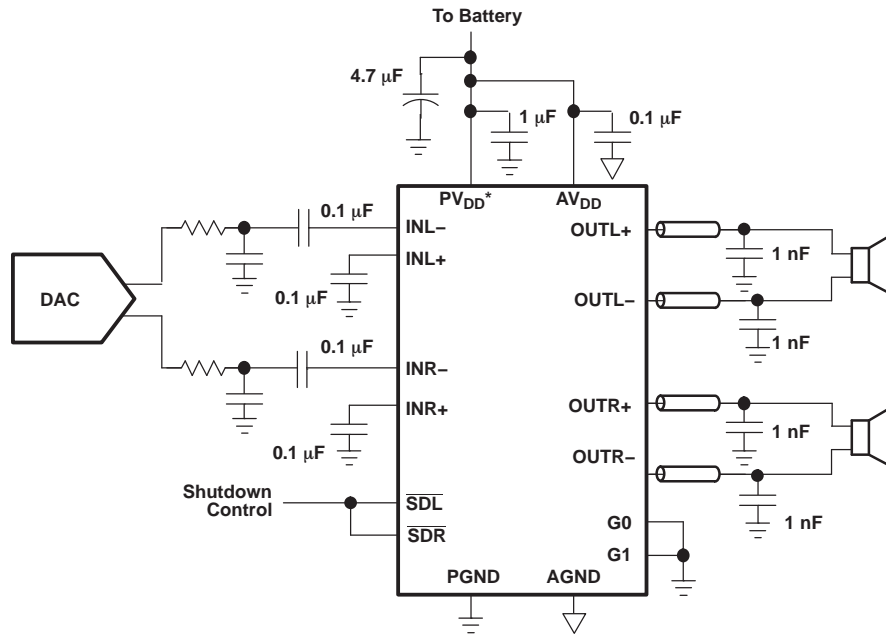 To Battery
4.7 μF
1 μF
0.1 μF
PVDD*
AVDD
0.1 μF
INL−
INL+
0.1 μF
DAC
0.1 μF
INR−
INR+
0.1 μF
Shutdown
Control
SDL
SDR
PGND
AGND
OUTL+
1 nF
OUTL−
1 nF
OUTR+
1 nF
OUTR−
1 nF
G0
G1